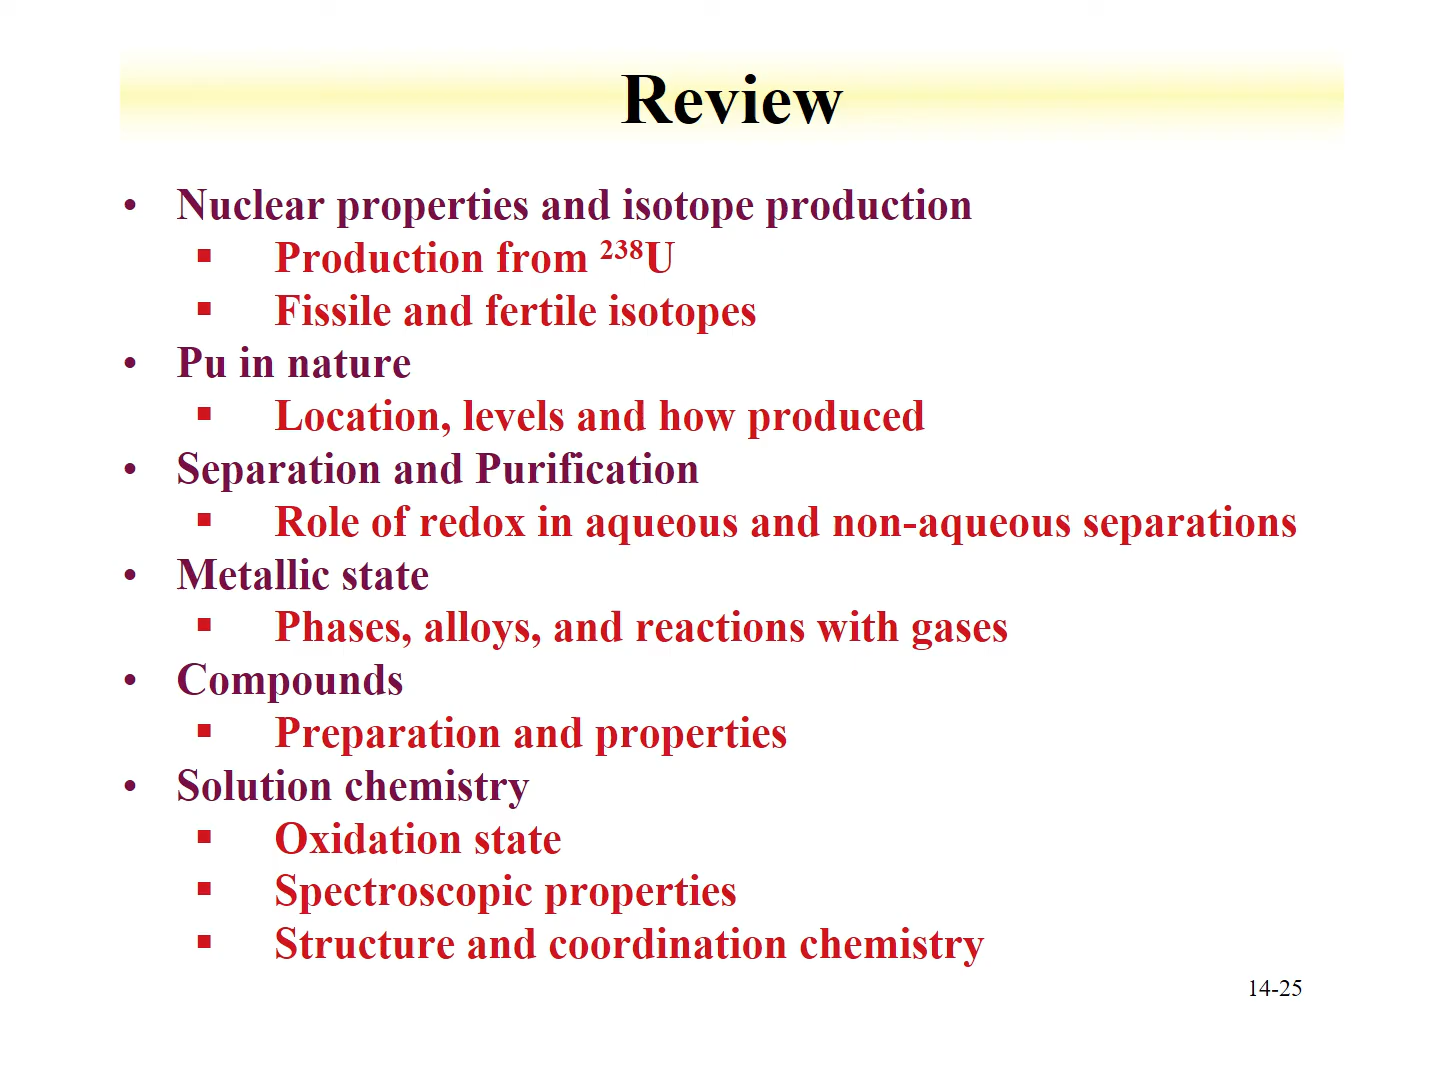 Review
• Nuclear properties and isotope production
▪ Production from ²³⁸U
▪ Fissile and fertile isotopes
• Pu in nature
▪ Location, levels and how produced
• Separation and Purification
▪ Role of redox in aqueous and non-aqueous separations
• Metallic state
▪ Phases, alloys, and reactions with gases
• Compounds
▪ Preparation and properties
• Solution chemistry
▪ Oxidation state
▪ Spectroscopic properties
▪ Structure and coordination chemistry
14-25